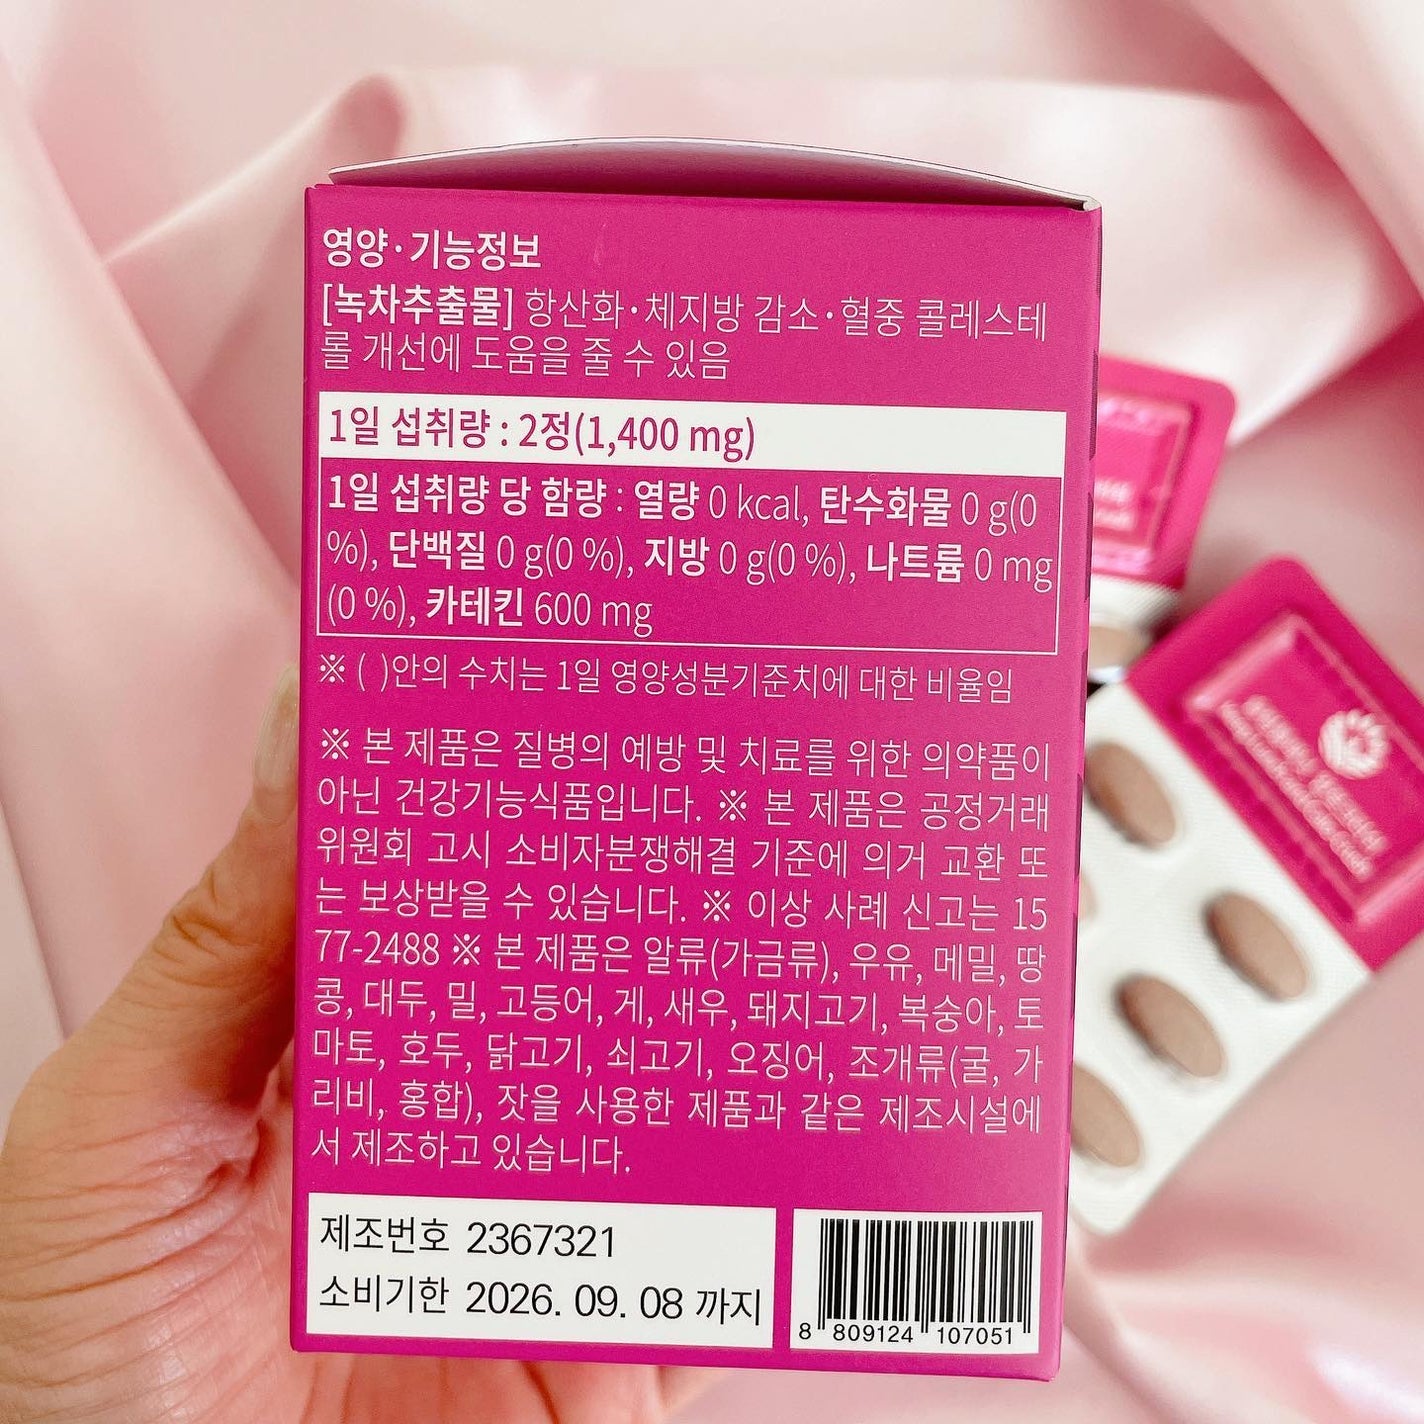 영양·기능정보
[녹차추출물] 항산화·체지방 감소·혈중 콜레스테
롤 개선에 도움을 줄 수 있음
1일 섭취량 : 2정(1,400 mg)
1일 섭취량 당 함량 : 열량 0 kcal, 탄수화물 0 g(0
%), 단백질 0 g(0 %), 지방 0 g(0 %), 나트륨 0 mg
(0 %), 카테킨 600 mg
※ ( )안의 수치는 1일 영양성분기준치에 대한 비율임
※ 본 제품은 질병의 예방 및 치료를 위한 의약품이
아닌 건강기능식품입니다. ※ 본 제품은 공정거래
위원회 고시 소비자분쟁해결 기준에 의거 교환 또
는 보상받을 수 있습니다. ※ 이상 사례 신고는 15
77-2488 ※ 본 제품은 알류(가금류), 우유, 메밀, 땅
콩, 대두, 밀, 고등어, 게, 새우, 돼지고기, 복숭아, 토
마토, 호두, 닭고기, 쇠고기, 오징어, 조개류(굴, 가
리비, 홍합), 잣을 사용한 제품과 같은 제조시설에
서 제조하고 있습니다.
제조번호 2367321
소비기한 2026. 09. 08 까지
8 809124 107051